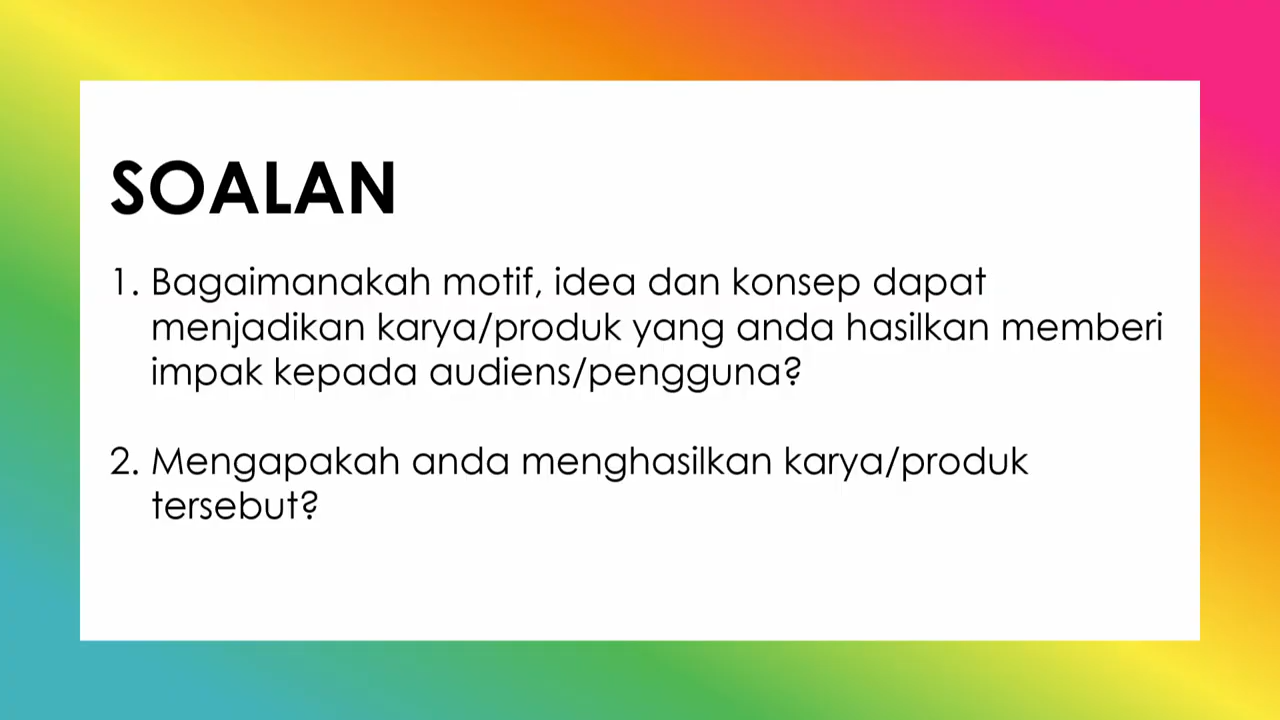 SOALAN
1. Bagaimanakah motif, idea dan konsep dapat
menjadikan karya/produk yang anda hasilkan memberi
impak kepada audiens/pengguna?
2. Mengapakah anda menghasilkan karya/produk
tersebut?